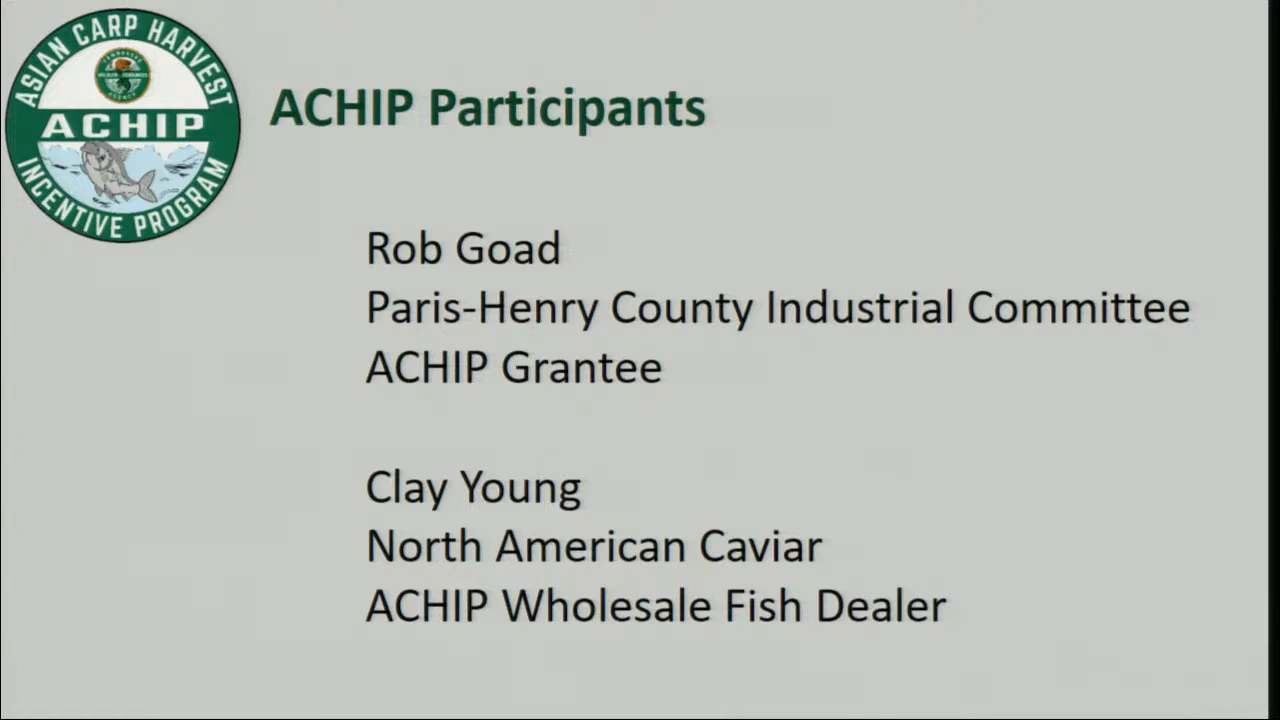 ASIAN CARP HARVEST
ACHIP
INCENTIVE PROGRAM
ACHIP Participants
Rob Goad
Paris-Henry County Industrial Committee
ACHIP Grantee
Clay Young
North American Caviar
ACHIP Wholesale Fish Dealer